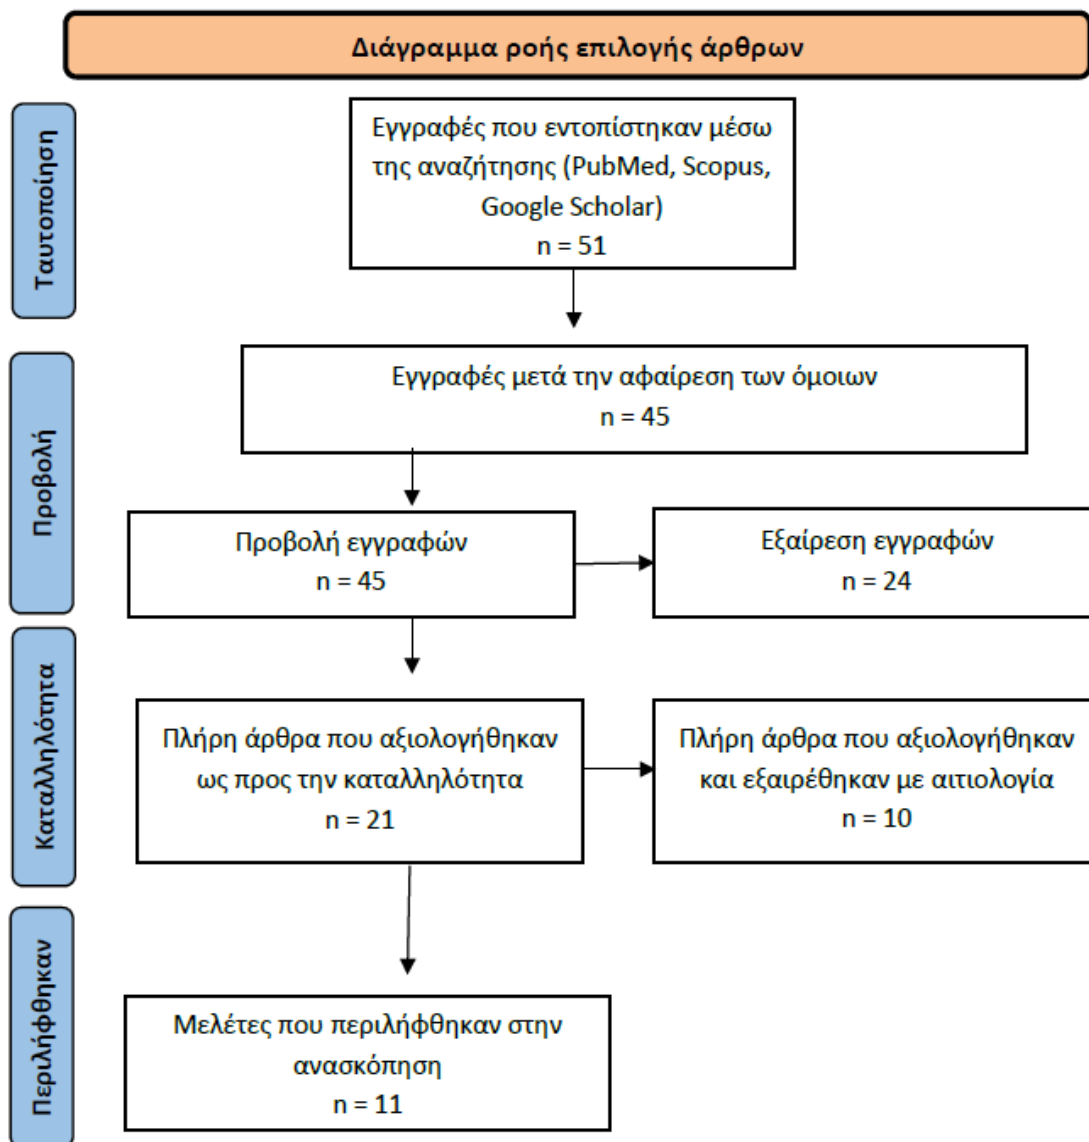 Διάγραμμα ροής επιλογής άρθρων
Ταυτοποίηση
Εγγραφές που εντοπίστηκαν μέσω
της αναζήτησης (PubMed, Scopus,
Google Scholar)
n = 51
Προβολή
Εγγραφές μετά την αφαίρεση των όμοιων
n = 45
Προβολή εγγραφών
n = 45
Εξαίρεση εγγραφών
n = 24
Καταλληλότητα
Πλήρη άρθρα που αξιολογήθηκαν
ως προς την καταλληλότητα
n = 21
Πλήρη άρθρα που αξιολογήθηκαν
και εξαιρέθηκαν με αιτιολογία
n = 10
Περιλήφθηκαν
Μελέτες που περιλήφθηκαν στην
ανασκόπηση
n = 11